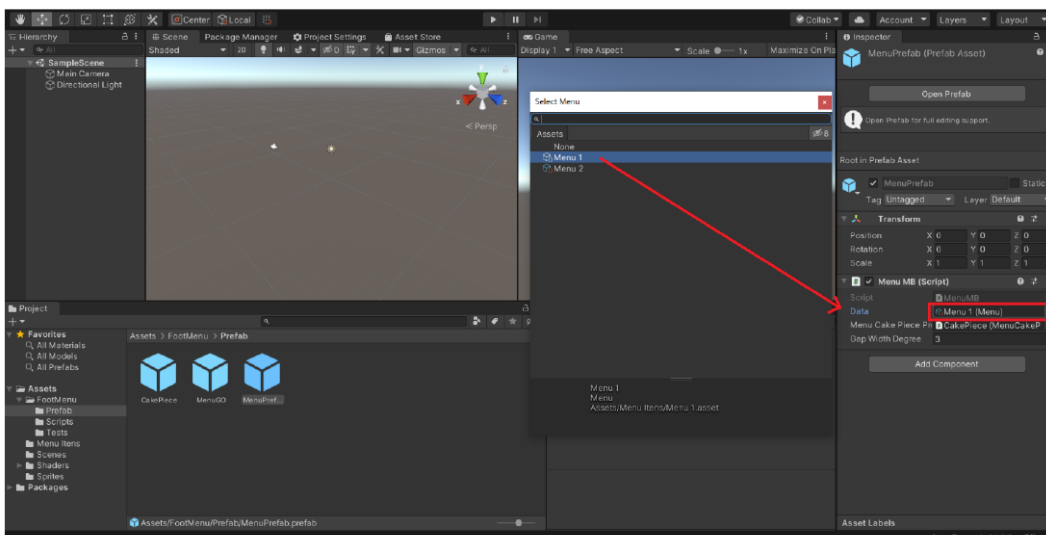 Center Local Collab Account Layers Layout
Hierarchy
All
SampleScene
Main Camera
Directional Light
Scene Package Manager Project Settings Asset Store
Shaded 2D 0 Gizmos All
y
x z
Persp
Game
Display 1 Free Aspect Scale 1x Maximize On Pla
Select Menu
Assets 8
None
Menu 1
Menu 2
Menu 1
Menu
Assets/Menu Itens/Menu 1.asset
Inspector
MenuPrefab (Prefab Asset)
Open Prefab
Open Prefab for full editing support.
Root in Prefab Asset
MenuPrefab Static
Tag Untagged Layer Default
Transform
Position X 0 Y 0 Z 0
Rotation X 0 Y 0 Z 0
Scale X 1 Y 1 Z 1
Menu MB (Script)
Script MenuMB
Data Menu 1 (Menu)
Menu Cake Piece Pr CakePiece (MenuCakeP
Gap Width Degree 3
Add Component
Asset Labels
Project
Favorites
All Materials
All Models
All Prefabs
Assets
FootMenu
Prefab
Scripts
Tests
Menu Itens
Scenes
Shaders
Sprites
Packages
Assets > FootMenu > Prefab
CakePiece MenuGO MenuPref...
Assets/FootMenu/Prefab/MenuPrefab.prefab